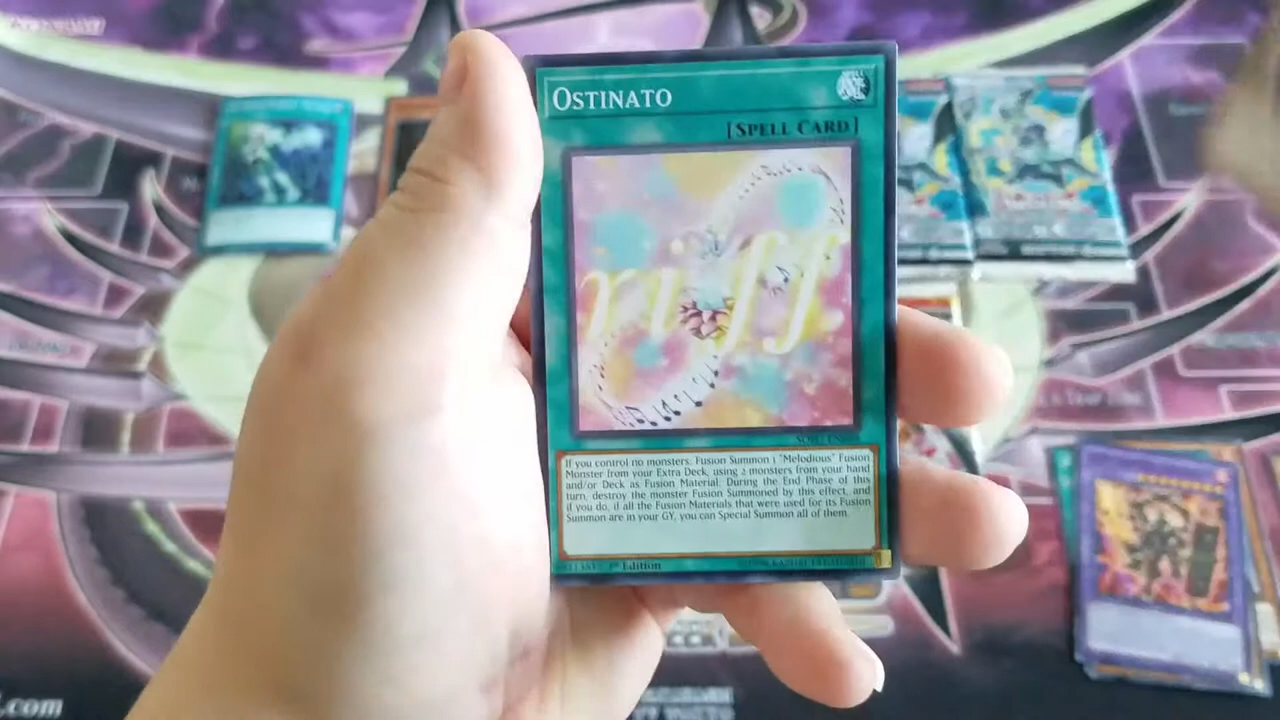 OSTINATO
[SPELL CARD]
riff
If you control no monsters, Fusion Summon 1 "Melodious" Fusion
Monster from your Extra Deck, using 2 monsters from your hand
and/or Deck as Fusion Material. During the End Phase of this
turn, destroy the monster Fusion Summoned by this effect, and
if you do, if all the Fusion Materials that were used for its Fusion
Summon are in your GY, you can Special Summon all of them.
1st Edition
.com